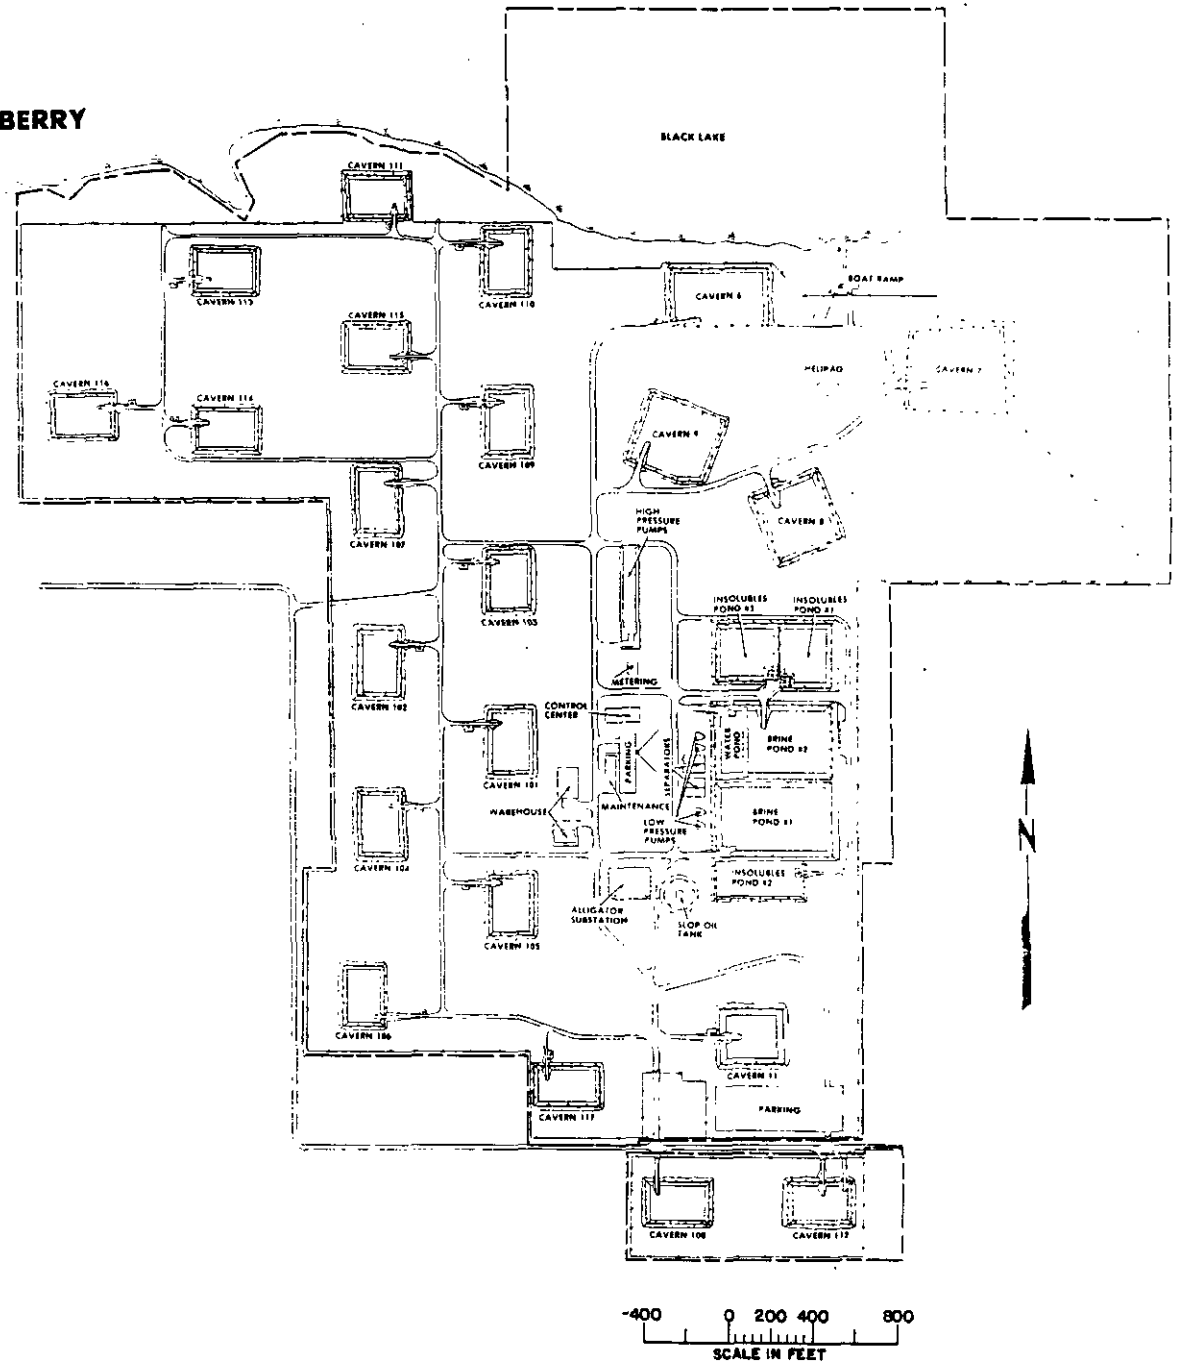 BERRY
BLACK LAKE
CAVERN 111
BOAT RAMP
CAVERN 6
CAVERN 110
CAVERN 115
CAVERN 7
HELIPAD
CAVERN 116
CAVERN 9
CAVERN 109
HIGH
PRESSURE
PUMPS
CAVERN 8
CAVERN 107
INSOLUBLES
POND #3
INSOLUBLES
POND #1
CAVERN 103
METERING
CAVERN 102
CONTROL
CENTER
PARKING
SEPARATORS
WATER
POND
BRINE
POND #2
CAVERN 101
WAREHOUSE
MAINTENANCE
LOW
PRESSURE
PUMPS
BRINE
POND #1
CAVERN 104
INSOLUBLES
POND #2
ALLIGATOR
SUBSTATION
SLOP OIL
TANK
CAVERN 105
CAVERN 106
CAVERN 11
CAVERN 117
PARKING
CAVERN 108
CAVERN 112
N
-400 0 200 400 800
SCALE IN FEET